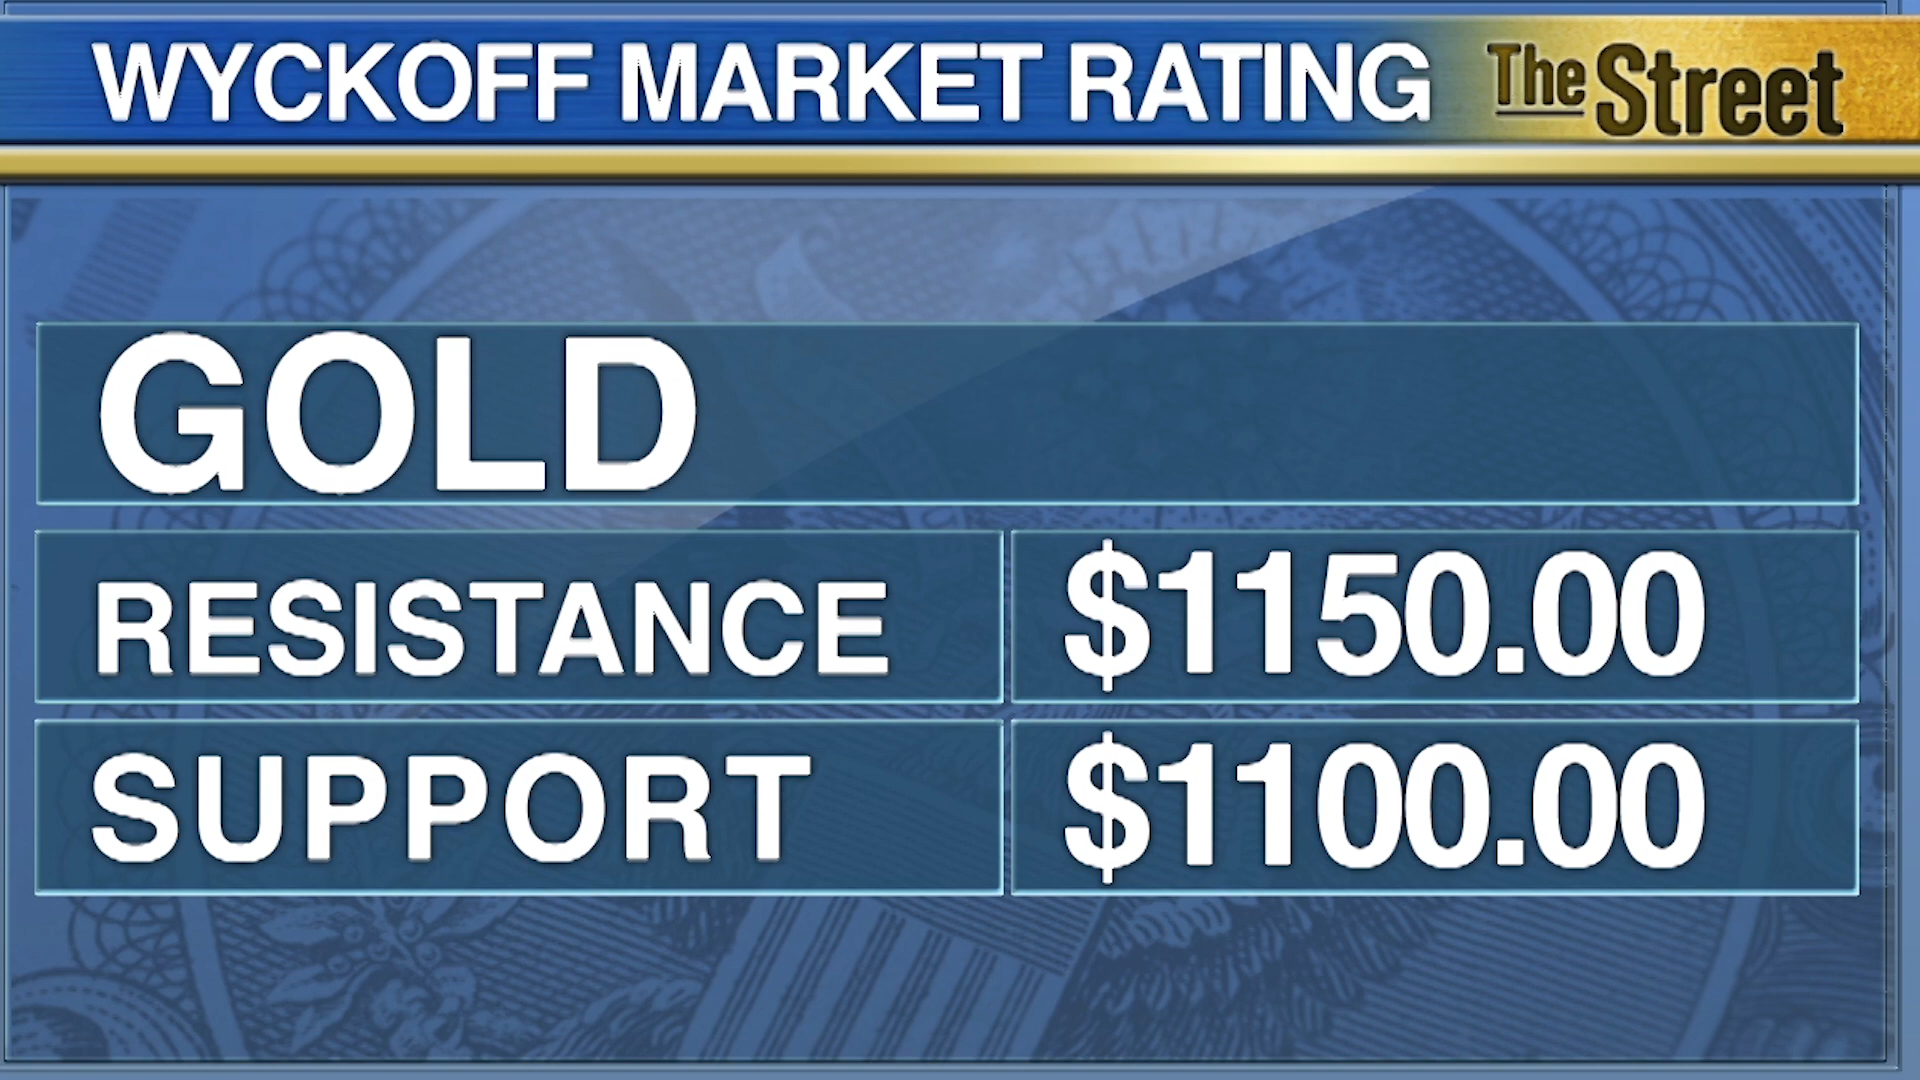 WYCKOFF MARKET RATING
TheStreet
GOLD
RESISTANCE $1150.00
SUPPORT $1100.00